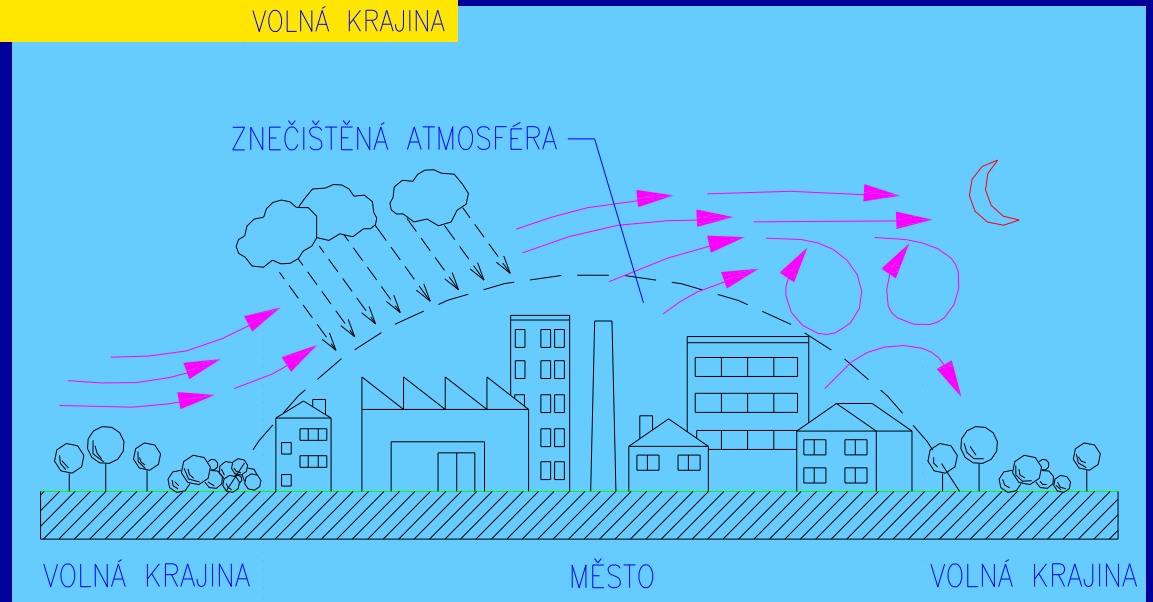 VOLNÁ KRAJINA
ZNEČIŠTĚNÁ ATMOSFÉRA
VOLNÁ KRAJINA
MĚSTO
VOLNÁ KRAJINA